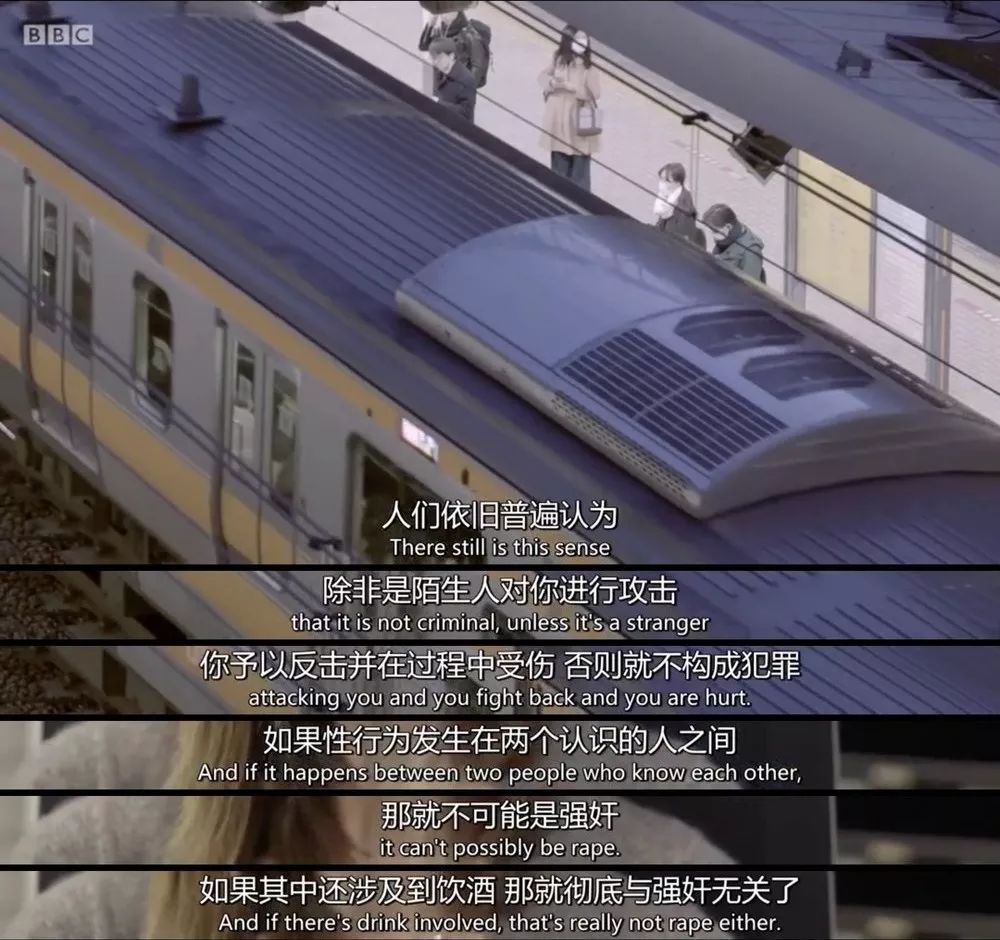 BBC
人们依旧普遍认为
There still is this sense
除非是陌生人对你进行攻击
that it is not criminal, unless it's a stranger
你予以反击并在过程中受伤 否则就不构成犯罪
attacking you and you fight back and you are hurt.
如果性行为发生在两个认识的人之间
And if it happens between two people who know each other,
那就不可能是强奸
it can't possibly be rape.
如果其中还涉及到饮酒 那就彻底与强奸无关了
And if there's drink involved, that's really not rape either.